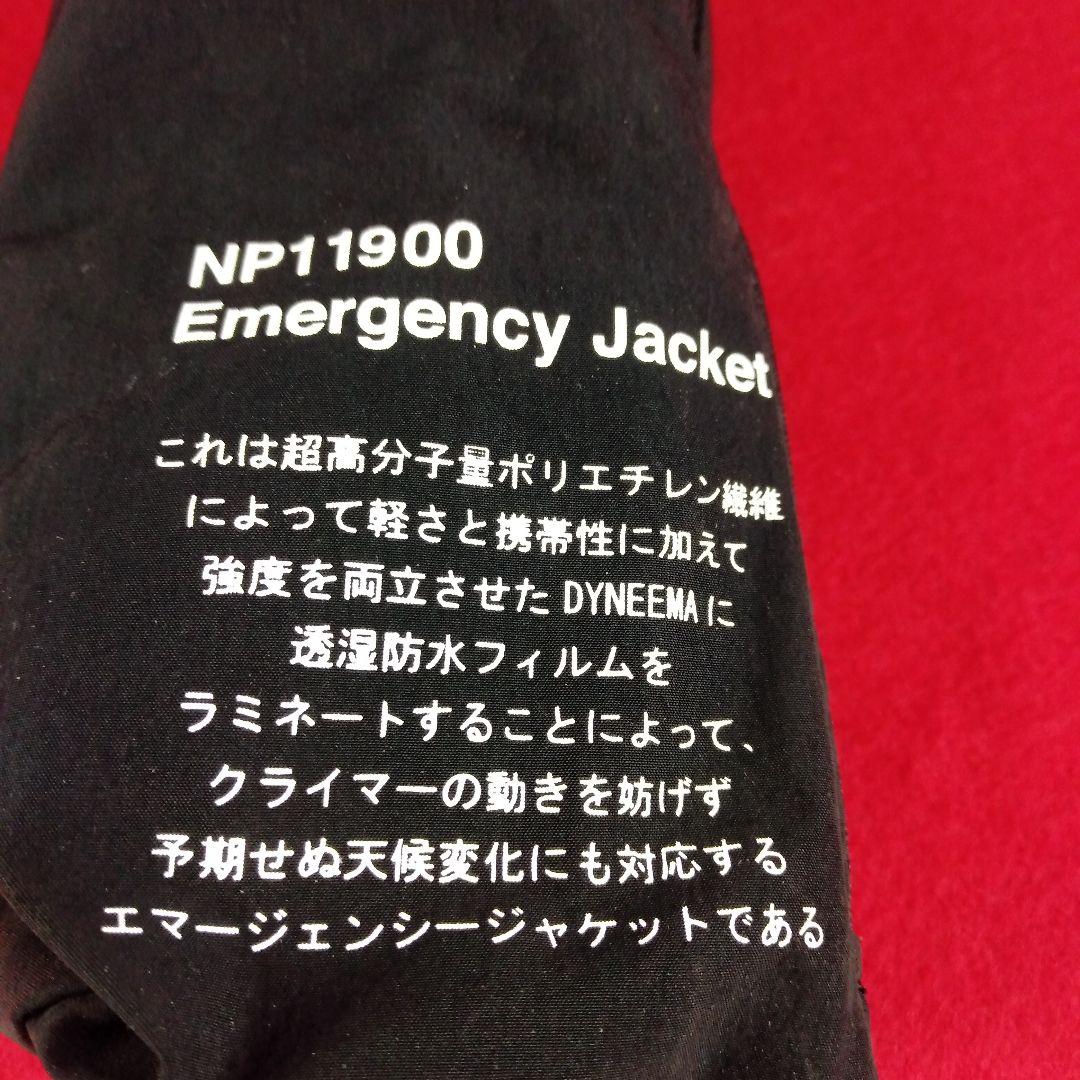 NP11900
Emergency Jacket
これは超高分子量ポリエチレン繊維
によって軽さと携帯性に加えて
強度を両立させたDYNEEMAに
透湿防水フィルムを
ラミネートすることによって、
クライマーの動きを妨げず
予期せぬ天候変化にも対応する
エマージェンシージャケットである